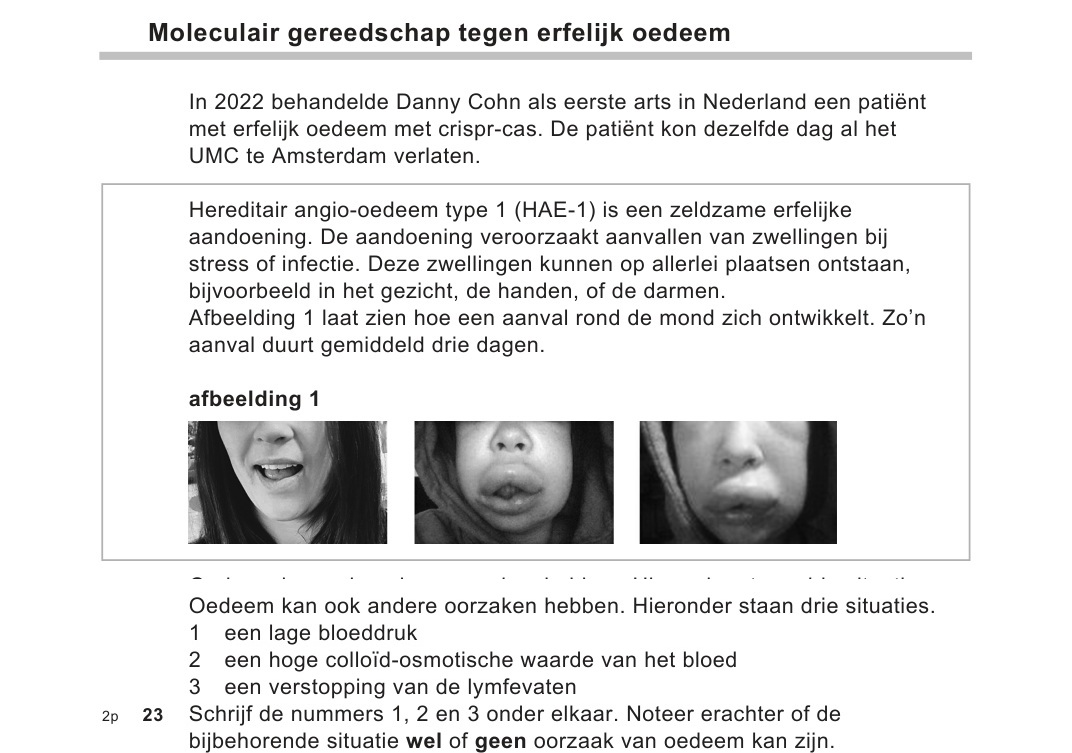 Moleculair gereedschap tegen erfelijk oedeem
In 2022 behandelde Danny Cohn als eerste arts in Nederland een patiënt
met erfelijk oedeem met crispr-cas. De patiënt kon dezelfde dag al het
UMC te Amsterdam verlaten.
Hereditair angio-oedeem type 1 (HAE-1) is een zeldzame erfelijke
aandoening. De aandoening veroorzaakt aanvallen van zwellingen bij
stress of infectie. Deze zwellingen kunnen op allerlei plaatsen ontstaan,
bijvoorbeeld in het gezicht, de handen, of de darmen.
Afbeelding 1 laat zien hoe een aanval rond de mond zich ontwikkelt. Zo’n
aanval duurt gemiddeld drie dagen.
afbeelding 1
Oedeem kan ook andere oorzaken hebben. Hieronder staan drie situaties.
1 een lage bloeddruk
2 een hoge colloïd-osmotische waarde van het bloed
3 een verstopping van de lymfevaten
2p 23 Schrijf de nummers 1, 2 en 3 onder elkaar. Noteer erachter of de
bijbehorende situatie wel of geen oorzaak van oedeem kan zijn.